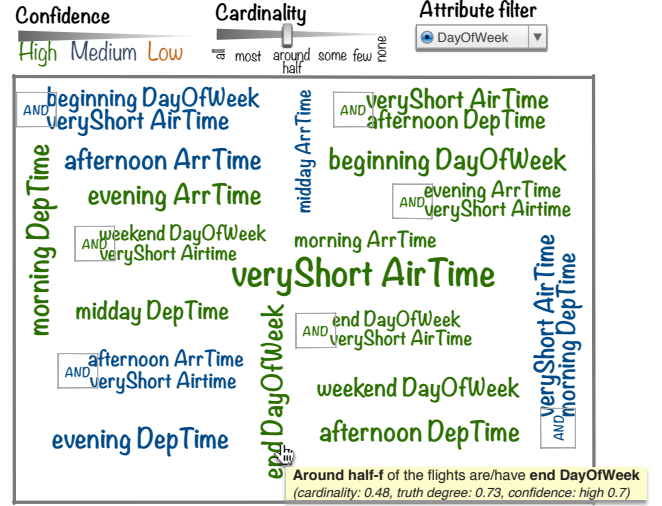 Confidence
High Medium Low
Cardinality
all most around half some few none
Attribute filter
DayOfWeek
AND
beginning DayOfWeek
veryShort AirTime
midday ArrTime
AND
veryShort AirTime
afternoon DepTime
afternoon ArrTime
beginning DayOfWeek
morning DepTime
evening ArrTime
AND
evening ArrTime
veryShort Airtime
AND
weekend DayOfWeek
veryShort Airtime
morning ArrTime
veryShort AirTime
midday DepTime
AND
end DayOfWeek
veryShort AirTime
AND
veryShort AirTime
morning DepTime
AND
afternoon ArrTime
veryShort Airtime
end DayOfWeek
weekend DayOfWeek
evening DepTime
afternoon DepTime
Around half-f of the flights are/have end DayOfWeek
(cardinality: 0.48, truth degree: 0.73, confidence: high 0.7)